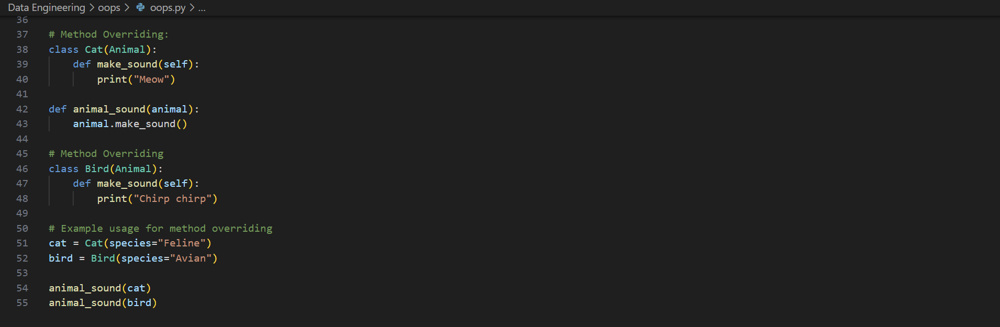 Data Engineering > oops > oops.py > ...
36
37 # Method Overriding:
38 class Cat(Animal):
39     def make_sound(self):
40         print("Meow")
41
42 def animal_sound(animal):
43     animal.make_sound()
44
45 # Method Overriding
46 class Bird(Animal):
47     def make_sound(self):
48         print("Chirp chirp")
49
50 # Example usage for method overriding
51 cat = Cat(species="Feline")
52 bird = Bird(species="Avian")
53
54 animal_sound(cat)
55 animal_sound(bird)